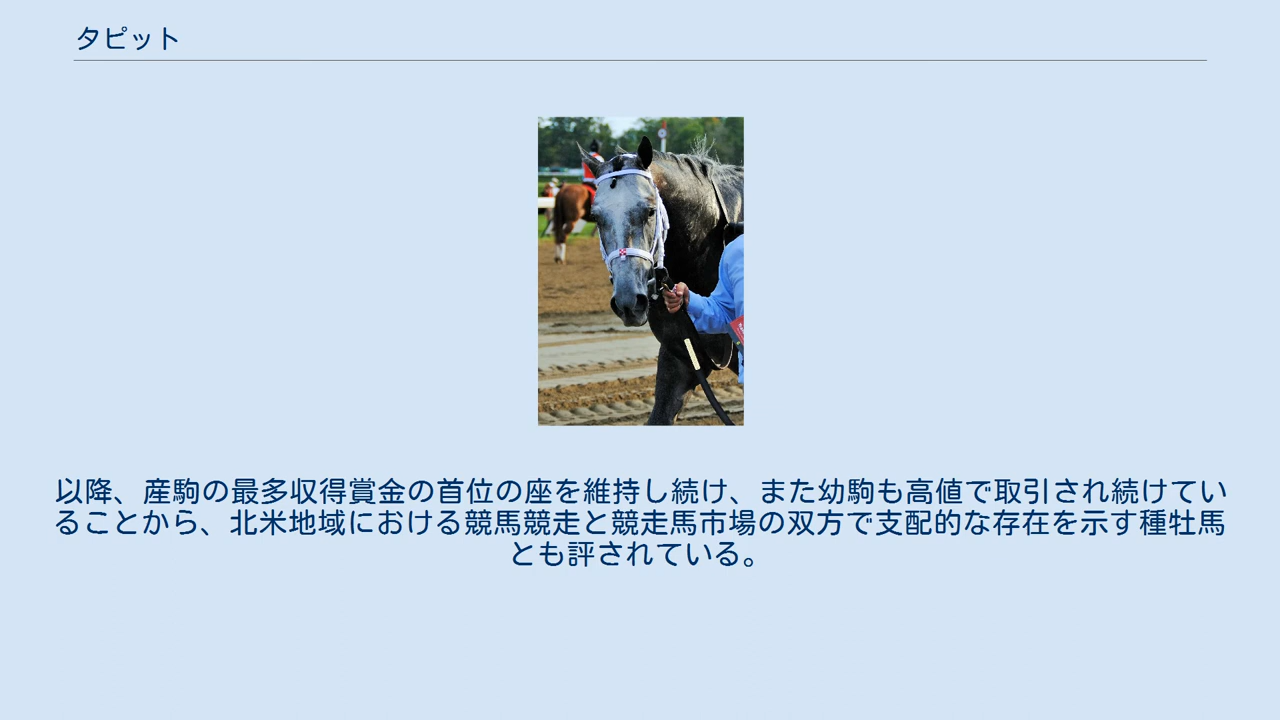 タピット
以降、産駒の最多収得賞金の首位の座を維持し続け、また幼駒も高値で取引され続けてい
ることから、北米地域における競馬競走と競走馬市場の双方で支配的な存在を示す種牡馬
とも評されている。